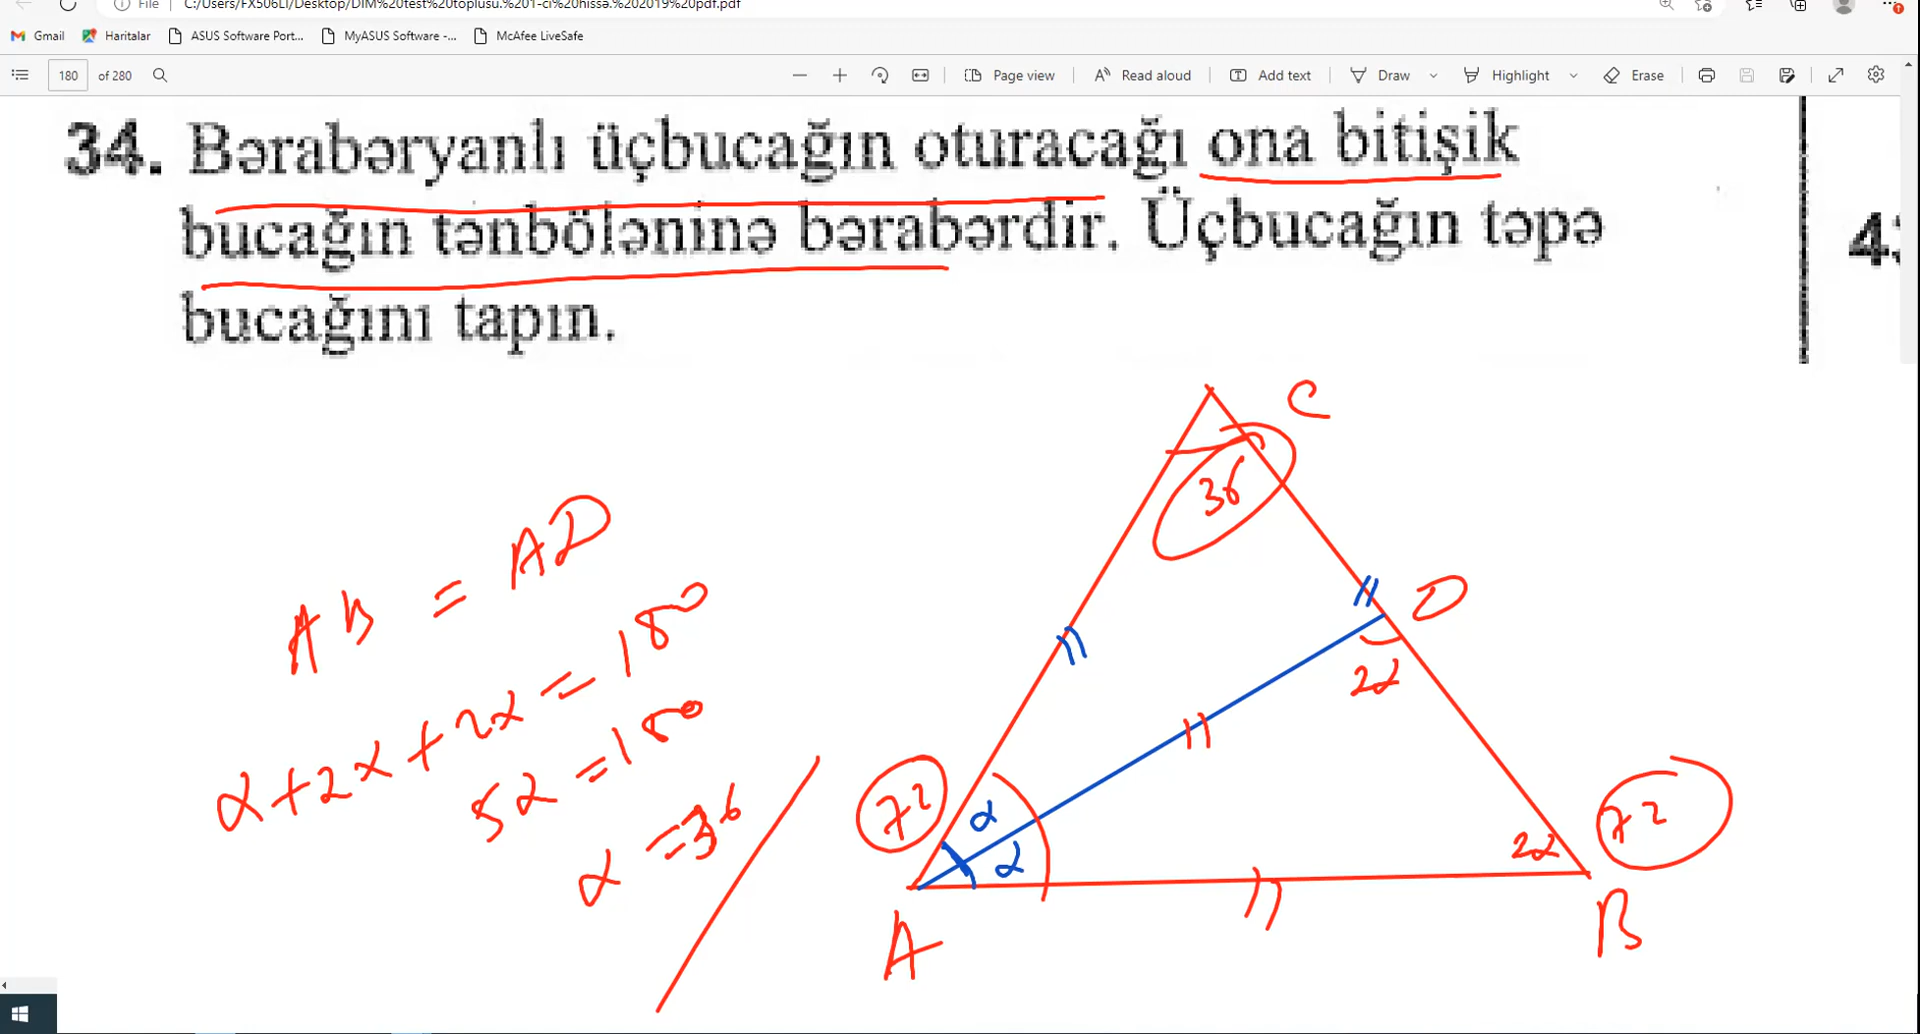 File C:/Users/FX506LI/Desktop/DIM%20test%20toplusu.%201-ci%20hissə.%202019%20pdf.pdf
Gmail Haritalar ASUS Software Port... MyASUS Software -... McAfee LiveSafe
180 of 280 Page view Read aloud Add text Draw Highlight Erase
34. Bərabəryanlı üçbucağın oturacağı ona bitişik
bucağın tənböləninə bərabərdir. Üçbucağın təpə
bucağını tapın.
C
36
AB = AD
D
2α
α+2α+2α=180°
5α=180°
α=36
72
α
α
2α
72
A
B